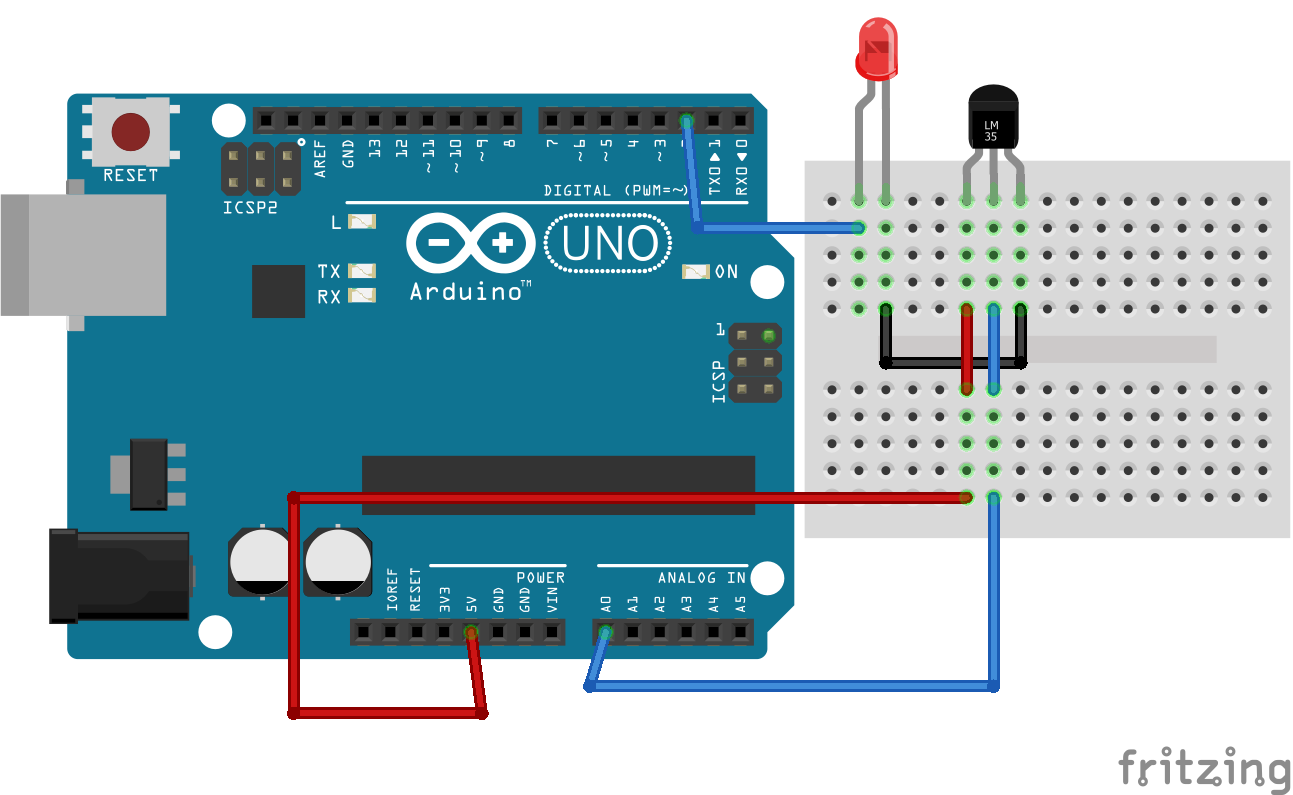 LM
35
RESET
ICSP2
AREF
GND
13
12
~11
~10
~9
8
7
~6
~5
4
~3
2
TXO▶1
RXO◀0
DIGITAL (PWM=~)
L
TX
RX
UNO
Arduino™
ON
1
ICSP
IOREF
RESET
3V3
5V
GND
GND
VIN
POWER
ANALOG IN
A0
A1
A2
A3
A4
A5
fritzing